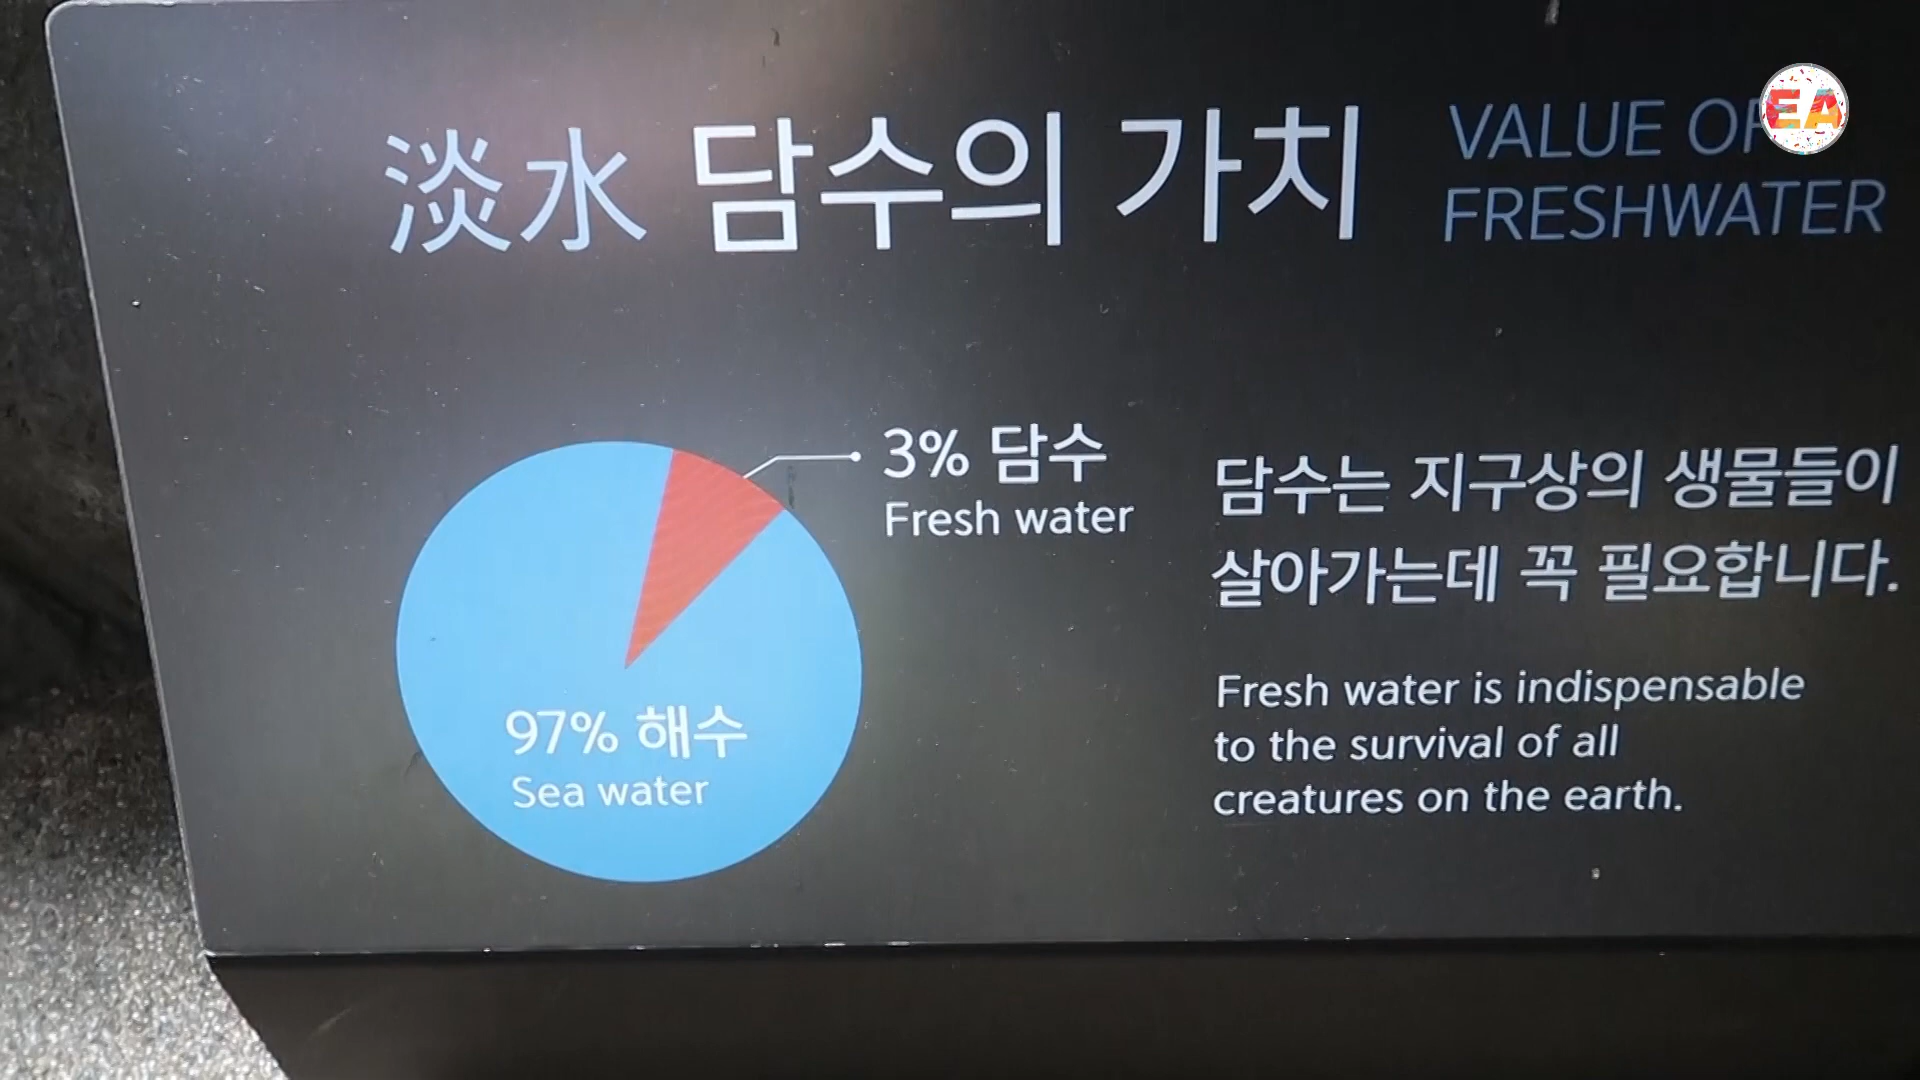 淡水 담수의 가치
VALUE OF
FRESHWATER
EA
3% 담수
Fresh water
97% 해수
Sea water
담수는 지구상의 생물들이
살아가는데 꼭 필요합니다.
Fresh water is indispensable
to the survival of all
creatures on the earth.